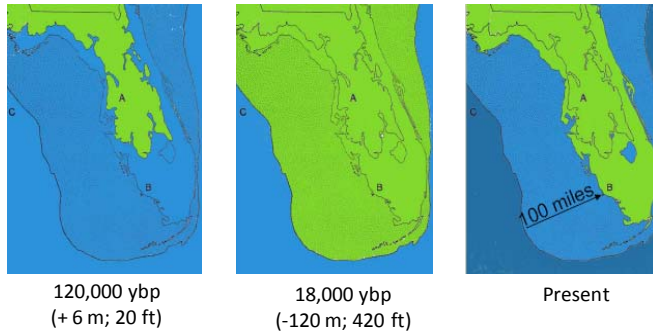 A
B
C
A
B
C
A
B
C
100 miles
120,000 ybp
(+ 6 m; 20 ft)
18,000 ybp
(-120 m; 420 ft)
Present